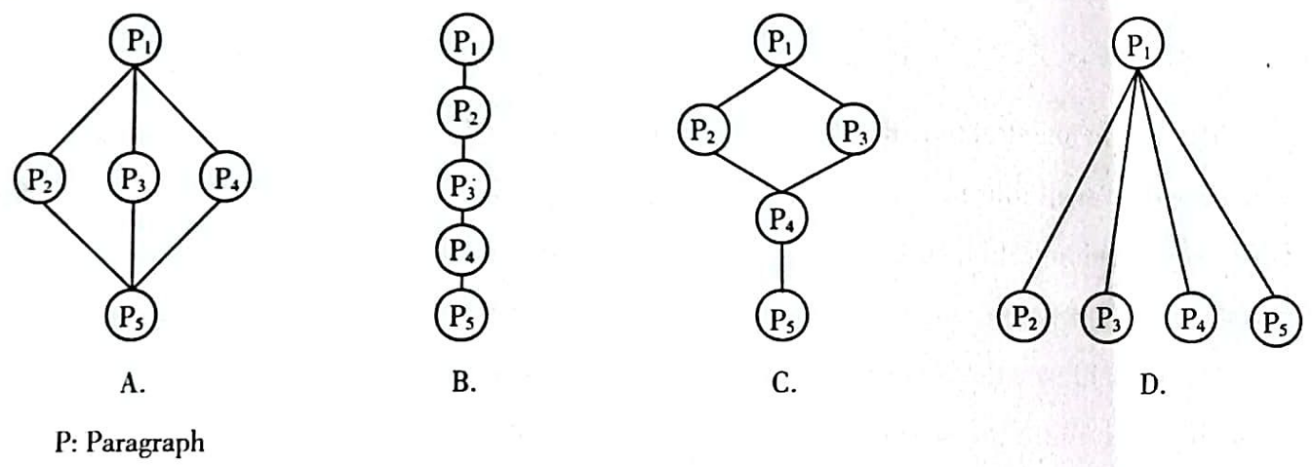 P₁ P₁ P₁ P₁
P₂ P₃ P₄ P₂ P₃ P₄ P₅ P₂ P₃ P₄ P₂ P₃ P₄ P₅
P₅ P₅
A. B. C. D.
P: Paragraph